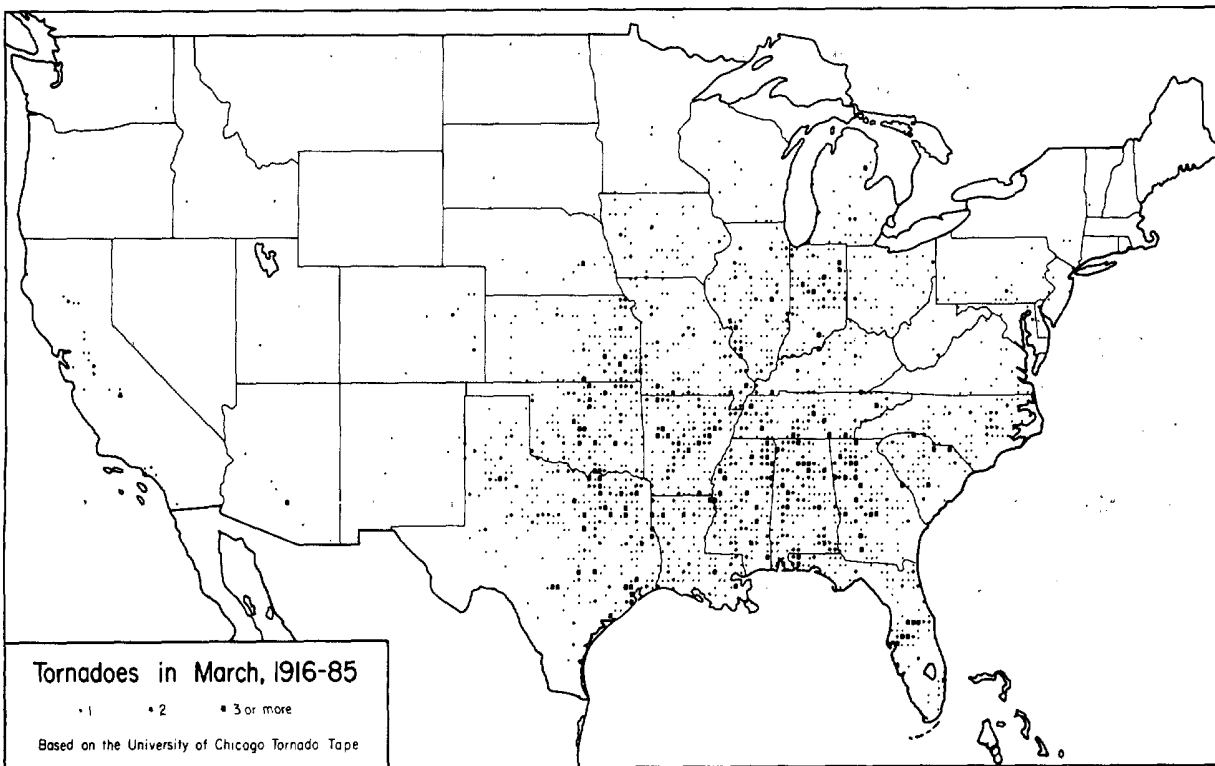 Tornadoes in March, 1916-85
· 1 • 2 ▪ 3 or more
Based on the University of Chicago Tornado Tape